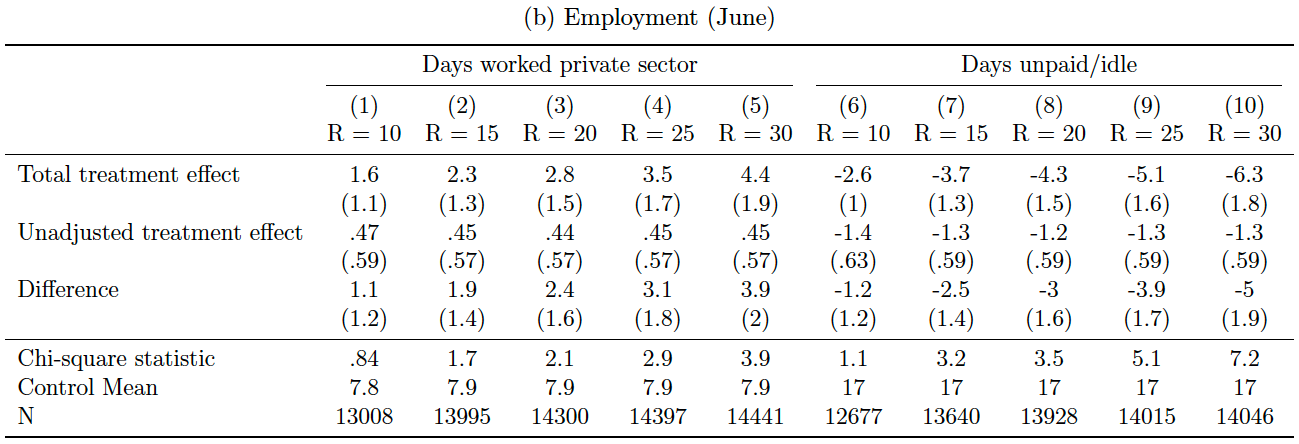 (b) Employment (June)
Days worked private sector Days unpaid/idle
(1) (2) (3) (4) (5) (6) (7) (8) (9) (10)
R = 10 R = 15 R = 20 R = 25 R = 30 R = 10 R = 15 R = 20 R = 25 R = 30
Total treatment effect 1.6 2.3 2.8 3.5 4.4 -2.6 -3.7 -4.3 -5.1 -6.3
(1.1) (1.3) (1.5) (1.7) (1.9) (1) (1.3) (1.5) (1.6) (1.8)
Unadjusted treatment effect .47 .45 .44 .45 .45 -1.4 -1.3 -1.2 -1.3 -1.3
(.59) (.57) (.57) (.57) (.57) (.63) (.59) (.59) (.59) (.59)
Difference 1.1 1.9 2.4 3.1 3.9 -1.2 -2.5 -3 -3.9 -5
(1.2) (1.4) (1.6) (1.8) (2) (1.2) (1.4) (1.6) (1.7) (1.9)
Chi-square statistic .84 1.7 2.1 2.9 3.9 1.1 3.2 3.5 5.1 7.2
Control Mean 7.8 7.9 7.9 7.9 7.9 17 17 17 17 17
N 13008 13995 14300 14397 14441 12677 13640 13928 14015 14046